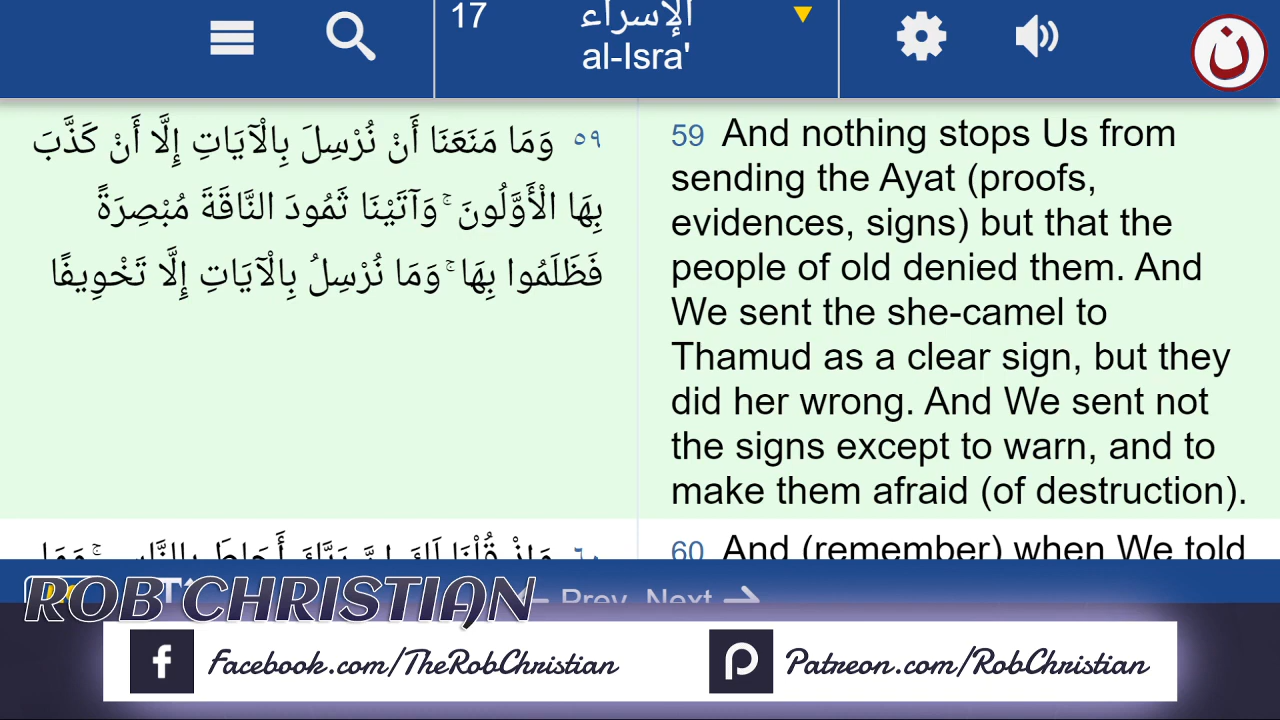 17
الإسراء
al-Isra'
ن
٥٩ وَمَا مَنَعَنَا أَنْ نُرْسِلَ بِالْآيَاتِ إِلَّا أَنْ كَذَّبَ
بِهَا الْأَوَّلُونَ ۚ وَآتَيْنَا ثَمُودَ النَّاقَةَ مُبْصِرَةً
فَظَلَمُوا بِهَا ۚ وَمَا نُرْسِلُ بِالْآيَاتِ إِلَّا تَخْوِيفًا
59 And nothing stops Us from
sending the Ayat (proofs,
evidences, signs) but that the
people of old denied them. And
We sent the she-camel to
Thamud as a clear sign, but they
did her wrong. And We sent not
the signs except to warn, and to
make them afraid (of destruction).
٦٠ وَإِذْ قُلْنَا لَكَ إِنَّ رَبَّكَ أَحَاطَ بِالنَّاسِ ۚ وَمَا
60 And (remember) when We told
← Prev Next →
ROB CHRISTIAN
Facebook.com/TheRobChristian
Patreon.com/RobChristian